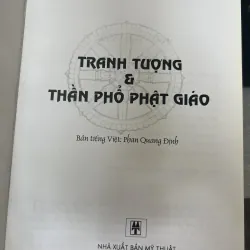 TRANH TƯỢNG
&
THẦN PHỔ PHẬT GIÁO
Bản tiếng Việt: Phan Quang Định
NHÀ XUẤT BẢN MỸ THUẬT